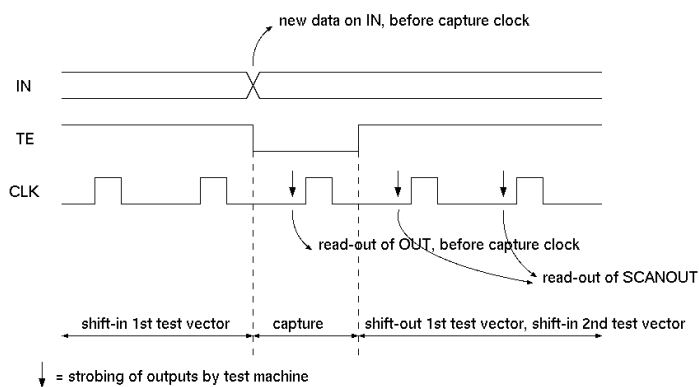 new data on IN, before capture clock
IN
TE
CLK
read-out of OUT, before capture clock
read-out of SCANOUT
shift-in 1st test vector
capture
shift-out 1st test vector, shift-in 2nd test vector
= strobing of outputs by test machine